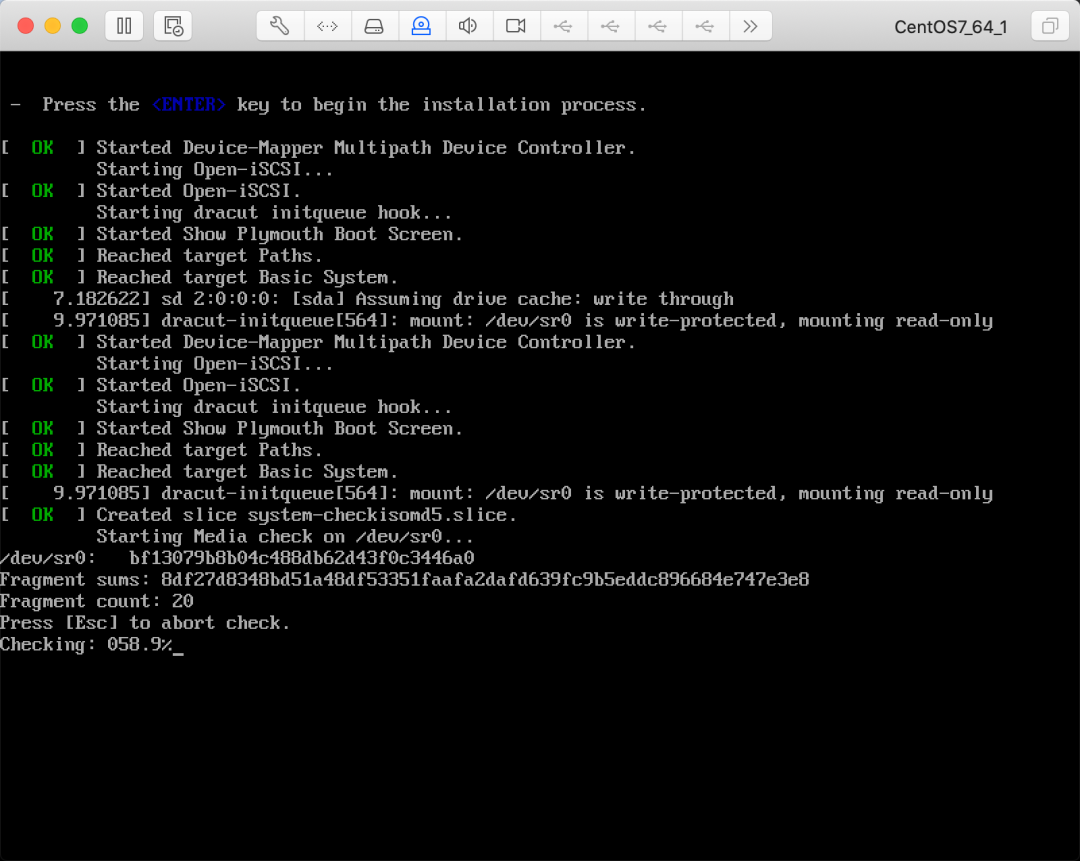 CentOS7_64_1
-  Press the <ENTER> key to begin the installation process.
[  OK  ] Started Device-Mapper Multipath Device Controller.
         Starting Open-iSCSI...
[  OK  ] Started Open-iSCSI.
         Starting dracut initqueue hook...
[  OK  ] Started Show Plymouth Boot Screen.
[  OK  ] Reached target Paths.
[  OK  ] Reached target Basic System.
[    7.182622] sd 2:0:0:0: [sda] Assuming drive cache: write through
[    9.971085] dracut-initqueue[564]: mount: /dev/sr0 is write-protected, mounting read-only
[  OK  ] Started Device-Mapper Multipath Device Controller.
         Starting Open-iSCSI...
[  OK  ] Started Open-iSCSI.
         Starting dracut initqueue hook...
[  OK  ] Started Show Plymouth Boot Screen.
[  OK  ] Reached target Paths.
[  OK  ] Reached target Basic System.
[    9.971085] dracut-initqueue[564]: mount: /dev/sr0 is write-protected, mounting read-only
[  OK  ] Created slice system-checkisomd5.slice.
         Starting Media check on /dev/sr0...
/dev/sr0:   bf13079b8b04c488db62d43f0c3446a0
Fragment sums: 8df27d8348bd51a48df53351faafa2dafd639fc9b5eddc896684e747e3e8
Fragment count: 20
Press [Esc] to abort check.
Checking: 058.9%_